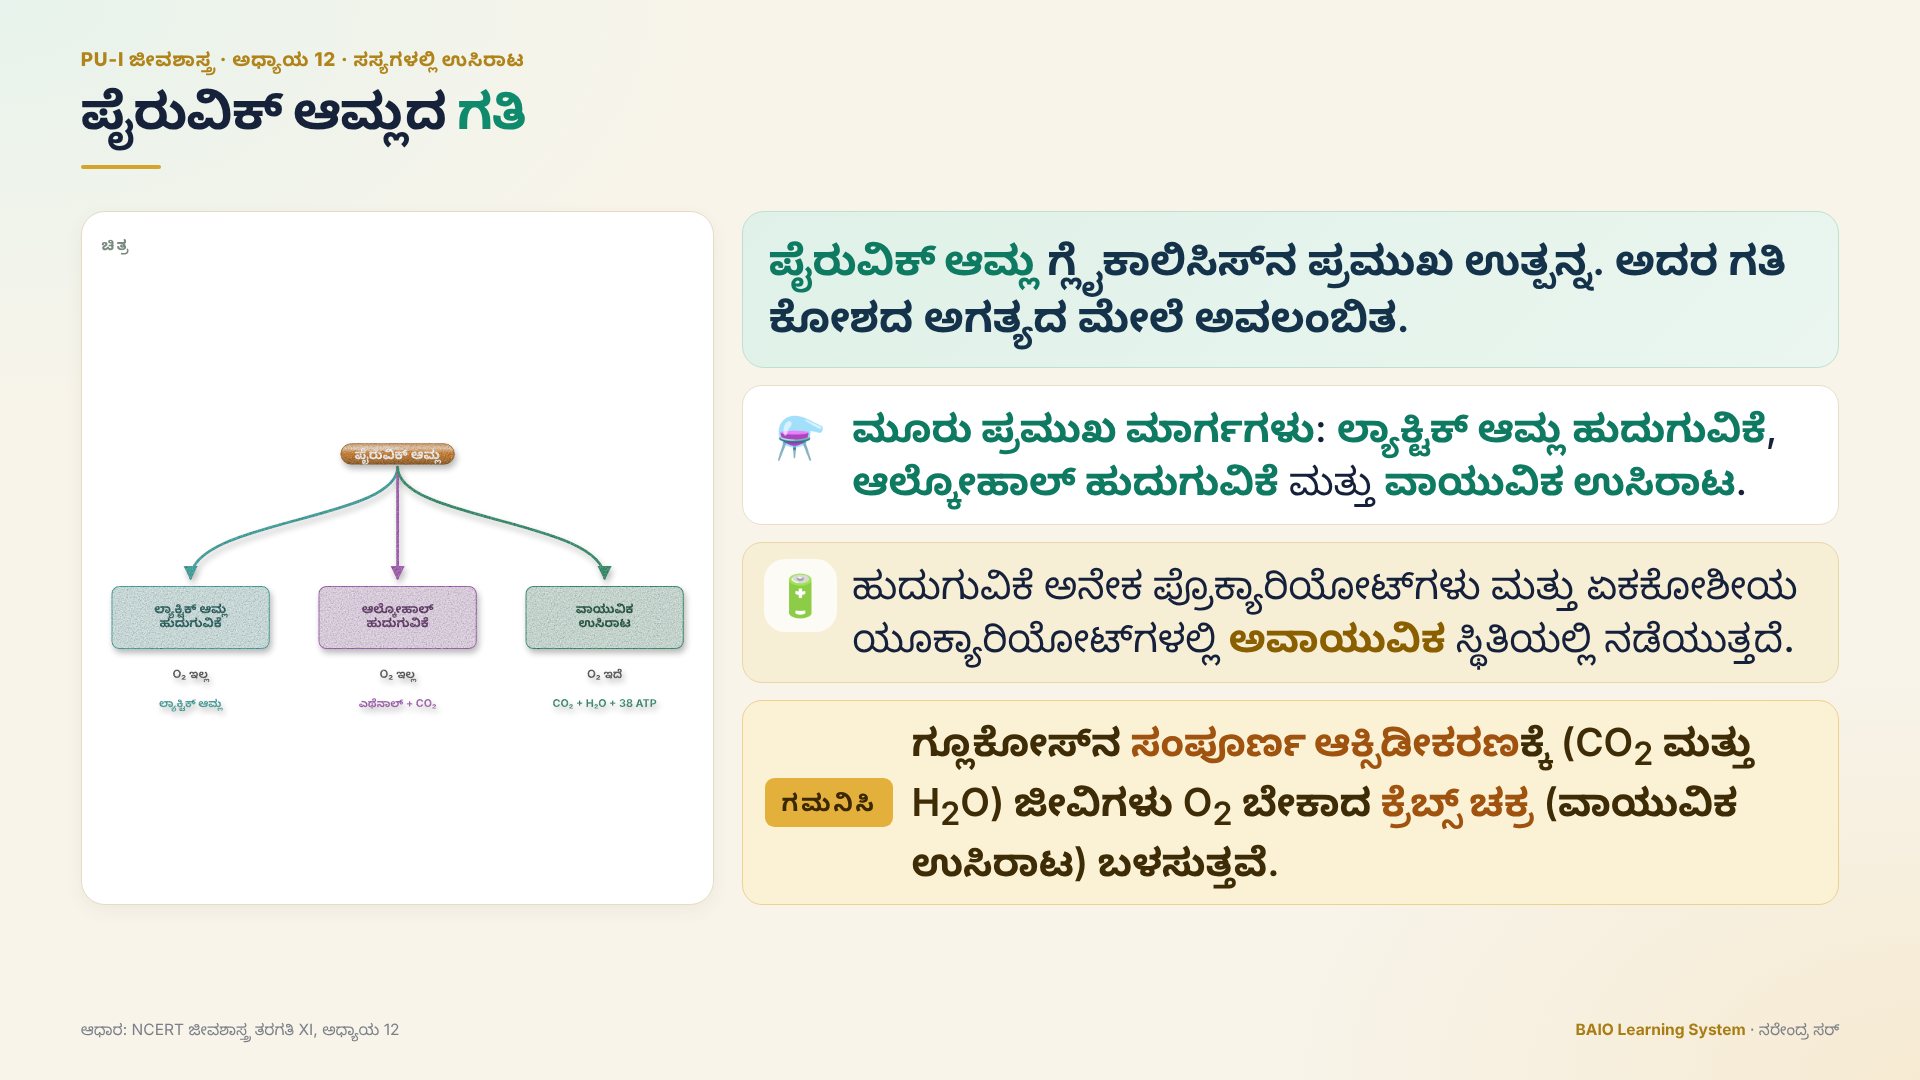 PU-I ಜೀವಶಾಸ್ತ್ರ · ಅಧ್ಯಾಯ 12 · ಸಸ್ಯಗಳಲ್ಲಿ ಉಸಿರಾಟ
ಪೈರುವಿಕ್ ಆಮ್ಲದ ಗತಿ
ಚಿತ್ರ
ಪೈರುವಿಕ್ ಆಮ್ಲ
ಲ್ಯಾಕ್ಟಿಕ್ ಆಮ್ಲ
ಹುದುಗುವಿಕೆ
O₂ ಇಲ್ಲ
ಲ್ಯಾಕ್ಟಿಕ್ ಆಮ್ಲ
ಆಲ್ಕೋಹಾಲ್
ಹುದುಗುವಿಕೆ
O₂ ಇಲ್ಲ
ಎಥೆನಾಲ್ + CO₂
ವಾಯುವಿಕ
ಉಸಿರಾಟ
O₂ ಇದೆ
CO₂ + H₂O + 38 ATP
ಪೈರುವಿಕ್ ಆಮ್ಲ ಗ್ಲೈಕಾಲಿಸಿಸ್‌ನ ಪ್ರಮುಖ ಉತ್ಪನ್ನ. ಅದರ ಗತಿ
ಕೋಶದ ಅಗತ್ಯದ ಮೇಲೆ ಅವಲಂಬಿತ.
ಮೂರು ಪ್ರಮುಖ ಮಾರ್ಗಗಳು: ಲ್ಯಾಕ್ಟಿಕ್ ಆಮ್ಲ ಹುದುಗುವಿಕೆ,
ಆಲ್ಕೋಹಾಲ್ ಹುದುಗುವಿಕೆ ಮತ್ತು ವಾಯುವಿಕ ಉಸಿರಾಟ.
ಹುದುಗುವಿಕೆ ಅನೇಕ ಪ್ರೊಕ್ಯಾರಿಯೋಟ್‌ಗಳು ಮತ್ತು ಏಕಕೋಶೀಯ
ಯೂಕ್ಯಾರಿಯೋಟ್‌ಗಳಲ್ಲಿ ಅವಾಯುವಿಕ ಸ್ಥಿತಿಯಲ್ಲಿ ನಡೆಯುತ್ತದೆ.
ಗಮನಿಸಿ
ಗ್ಲೂಕೋಸ್‌ನ ಸಂಪೂರ್ಣ ಆಕ್ಸಿಡೀಕರಣಕ್ಕೆ (CO₂ ಮತ್ತು
H₂O) ಜೀವಿಗಳು O₂ ಬೇಕಾದ ಕ್ರೆಬ್ಸ್ ಚಕ್ರ (ವಾಯುವಿಕ
ಉಸಿರಾಟ) ಬಳಸುತ್ತವೆ.
ಆಧಾರ: NCERT ಜೀವಶಾಸ್ತ್ರ ತರಗತಿ XI, ಅಧ್ಯಾಯ 12
BAIO Learning System · ನರೇಂದ್ರ ಸರ್